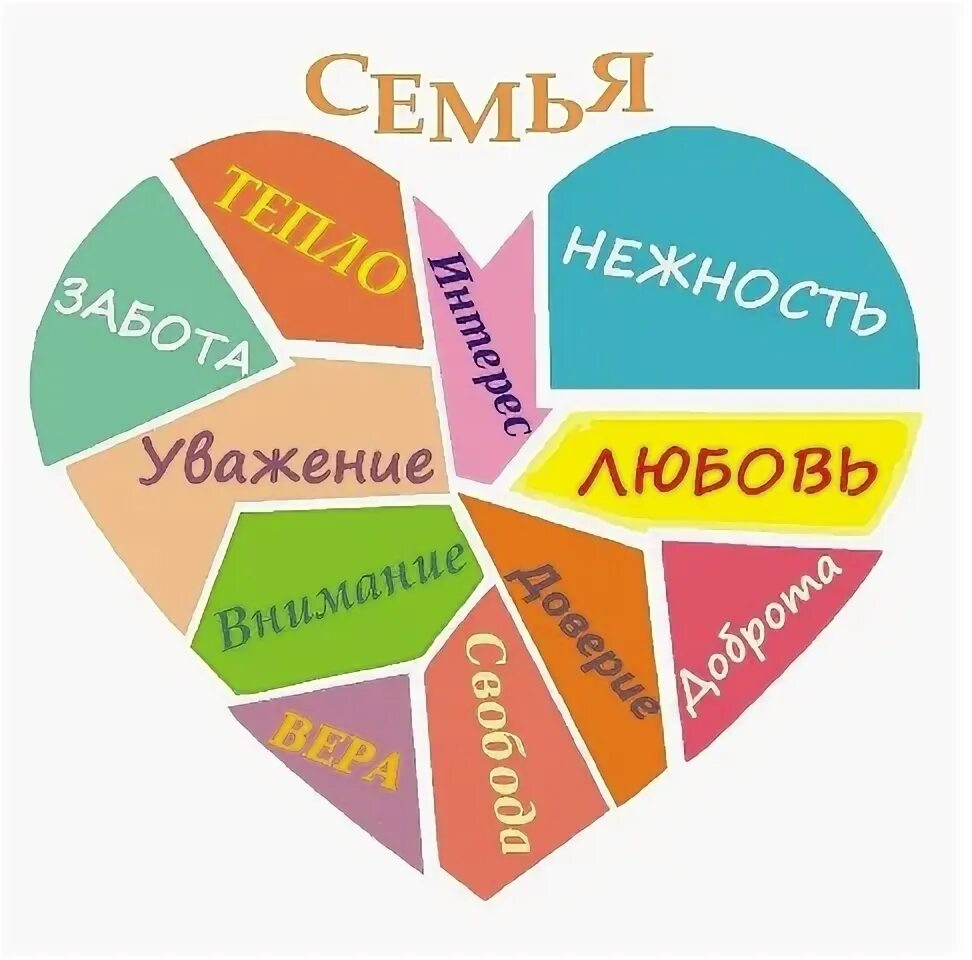 СЕМЬЯ
ТЕПЛО
ЗАБОТА
Интерес
НЕЖНОСТЬ
Уважение
ЛЮБОВЬ
Внимание
Доверие
Доброта
Свобода
ВЕРА